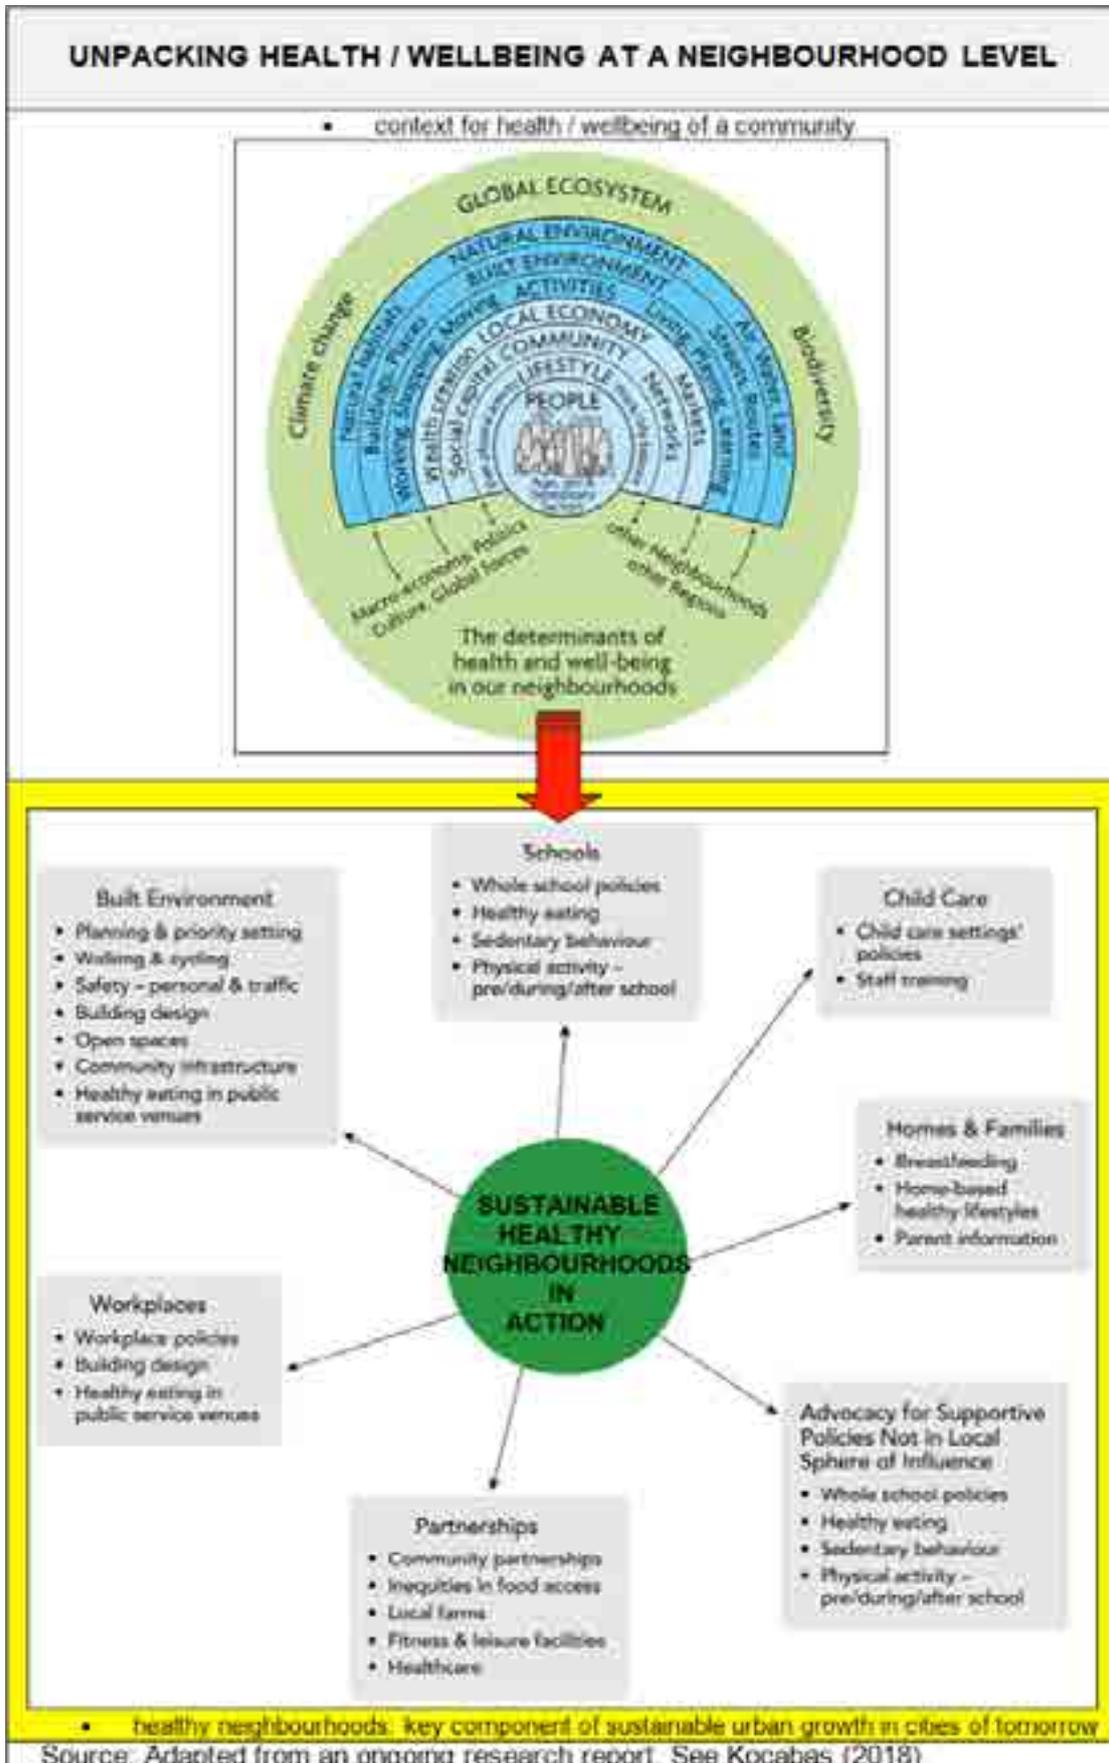 UNPACKING HEALTH / WELLBEING AT A NEIGHBOURHOOD LEVEL
• context for health / wellbeing of a community
GLOBAL ECOSYSTEM
NATURAL ENVIRONMENT
BUILT ENVIRONMENT
ACTIVITIES
LOCAL ECONOMY
COMMUNITY
LIFESTYLE
PEOPLE
Climate change
Biodiversity
Natural habitats
Air, Water, Land
Buildings, Places
Streets, Routes
Working, Shopping, Moving
Living, Playing, Learning
Wealth creation
Markets
Social capital
Networks
Macro-economy, Politics
Culture, Global Forces
other Neighbourhoods
other Regions
The determinants of
health and well-being
in our neighbourhoods
Schools
• Whole school policies
• Healthy eating
• Sedentary behaviour
• Physical activity –
pre/during/after school
Built Environment
• Planning & priority setting
• Walking & cycling
• Safety – personal & traffic
• Building design
• Open spaces
• Community infrastructure
• Healthy eating in public
service venues
Child Care
• Child care settings'
policies
• Staff training
Homes & Families
• Breastfeeding
• Home-based
healthy lifestyles
• Parent information
SUSTAINABLE
HEALTHY
NEIGHBOURHOODS
IN
ACTION
Workplaces
• Workplace policies
• Building design
• Healthy eating in
public service venues
Advocacy for Supportive
Policies Not in Local
Sphere of Influence
• Whole school policies
• Healthy eating
• Sedentary behaviour
• Physical activity –
pre/during/after school
Partnerships
• Community partnerships
• Inequities in food access
• Local farms
• Fitness & leisure facilities
• Healthcare
• healthy neighbourhoods: key component of sustainable urban growth in cities of tomorrow
Source: Adapted from an ongoing research report. See Kocabas (2018)